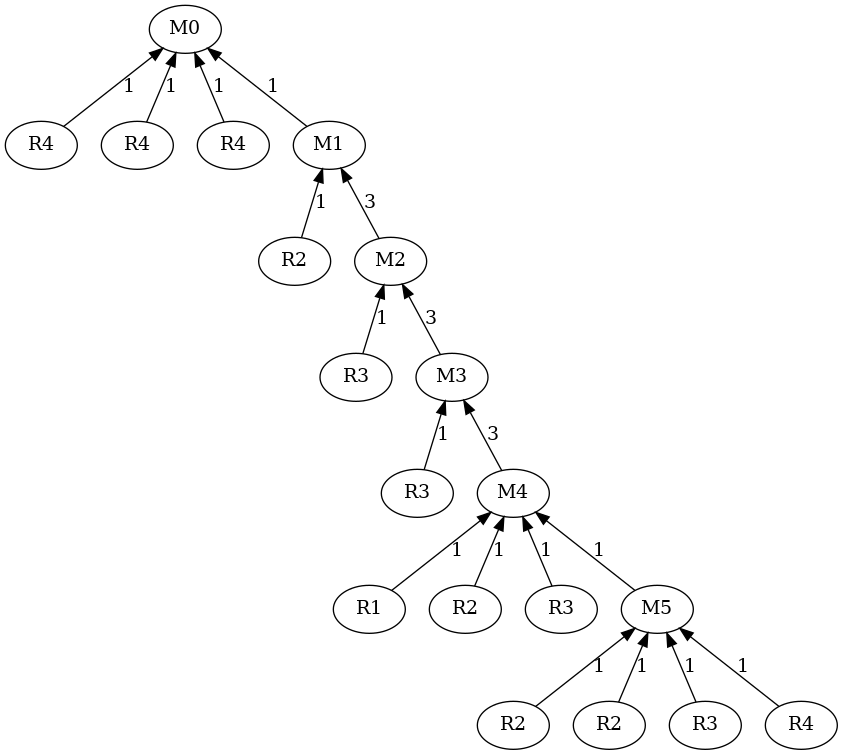 M0
1 1 1 1
R4 R4 R4 M1
1 3
R2 M2
1 3
R3 M3
1 3
R3 M4
1 1 1 1
R1 R2 R3 M5
1 1 1 1
R2 R2 R3 R4